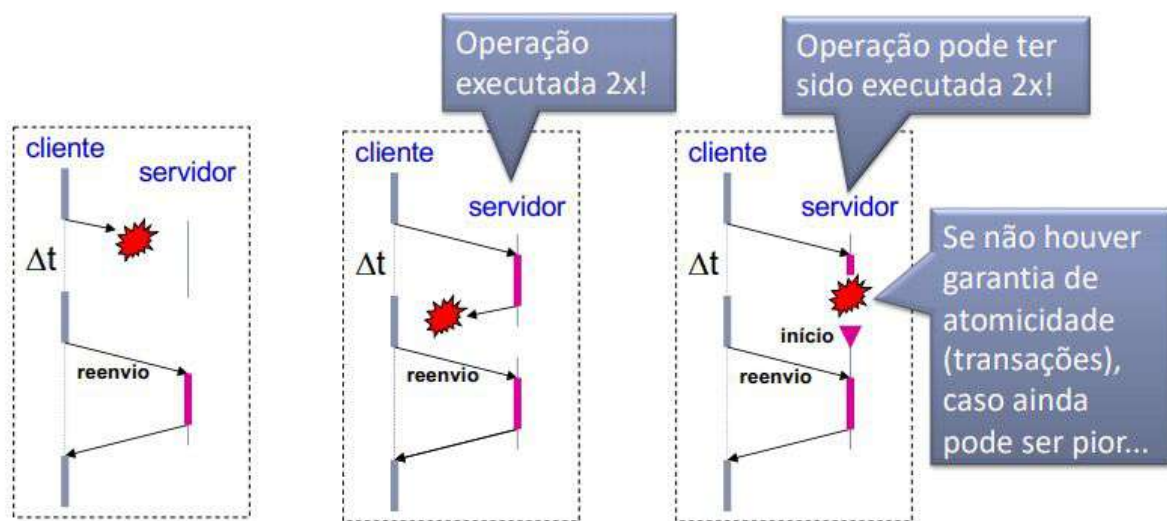 Operação
executada 2x!
Operação pode ter
sido executada 2x!
cliente
servidor
Δt
reenvio
cliente
servidor
Δt
reenvio
cliente
servidor
Δt
início
reenvio
Se não houver
garantia de
atomicidade
(transações),
caso ainda
pode ser pior...